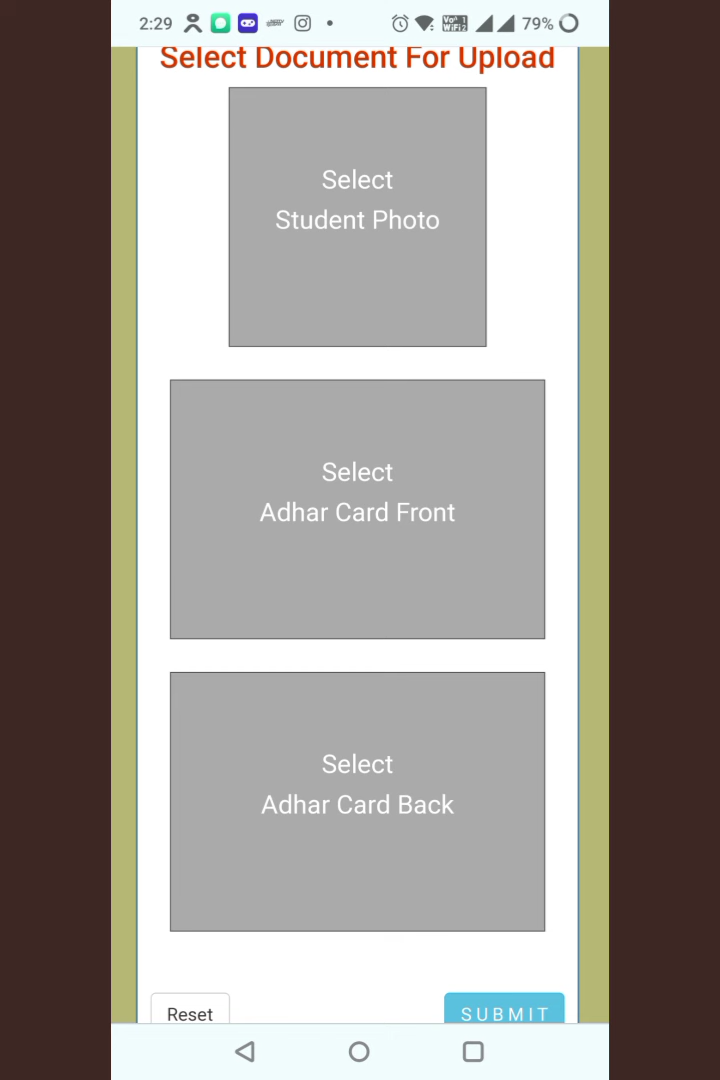 2:29
79%
Select Document For Upload
Select
Student Photo
Select
Adhar Card Front
Select
Adhar Card Back
Reset
SUBMIT